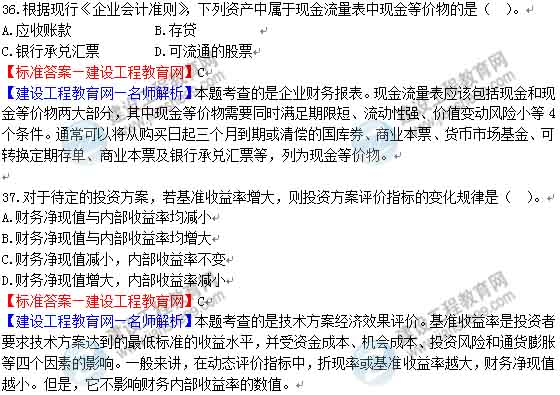 36.根据现行《企业会计准则》，下列资产中属于现金流量表中现金等价物的是（　）。
A.应收账款　　B.存贷
C.银行承兑汇票　　D.可流通的股票
【标准答案—建设工程教育网】C
【建设工程教育网—名师解析】本题考查的是企业财务报表。现金流量表应该包括现金和现
金等价物两大部分，其中现金等价物需要同时满足期限短、流动性强、价值变动风险小等 4
个条件。通常可以将从购买日起三个月到期或清偿的国库券、商业本票、货币市场基金、可
转换定期存单、商业本票及银行承兑汇票等，列为现金等价物。
37.对于待定的投资方案，若基准收益率增大，则投资方案评价指标的变化规律是（　）。
A.财务净现值与内部收益率均减小
B.财务净现值与内部收益率均增大
C.财务净现值减小，内部收益率不变
D.财务净现值增大，内部收益率减小
【标准答案—建设工程教育网】C
【建设工程教育网—名师解析】本题考查的是技术方案经济效果评价。基准收益率是投资者
要求技术方案达到的最低标准的收益水平，并受资金成本、机会成本、投资风险和通货膨胀
等四个因素的影响。一般来讲，在动态评价指标中，折现率或基准收益率越大，财务净现值
越小。但是，它不影响财务内部收益率的数值。